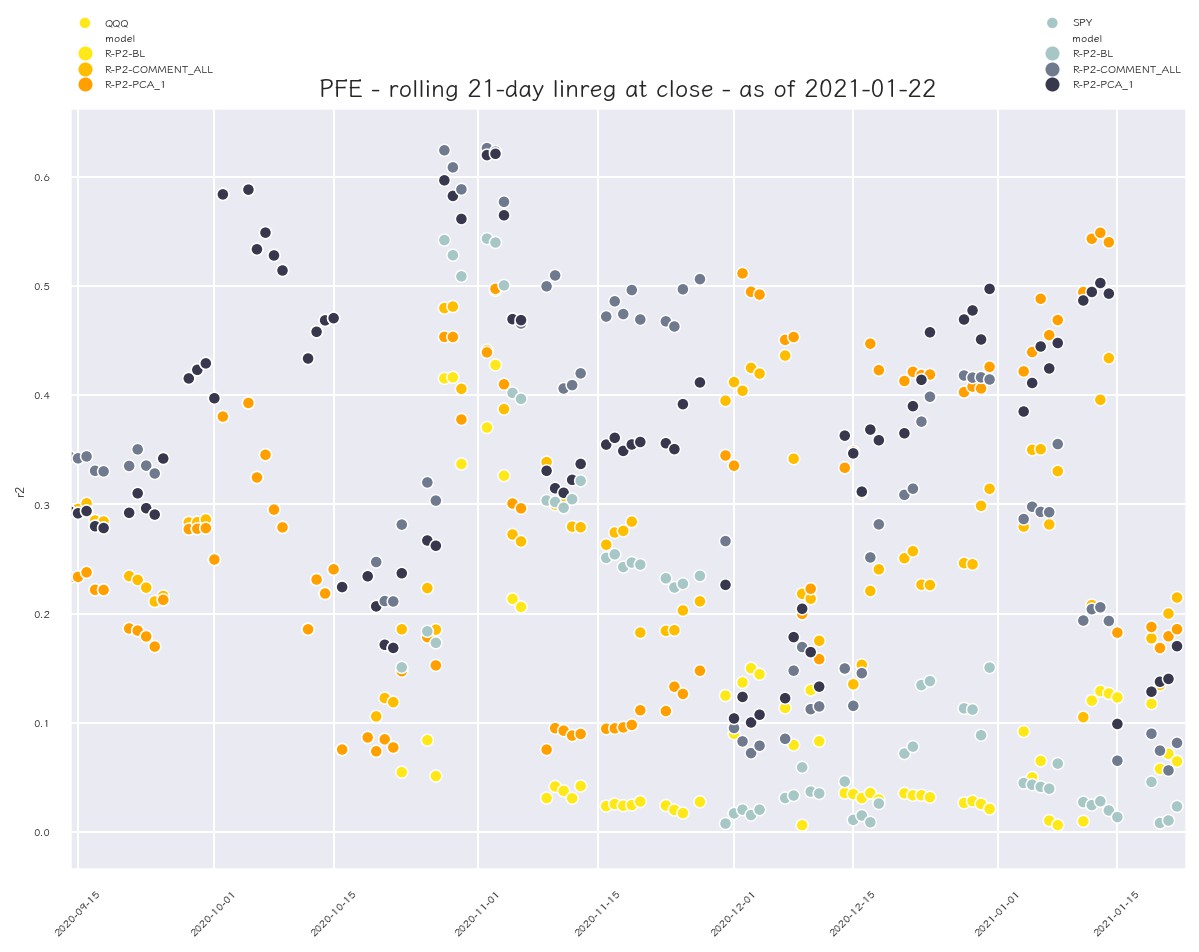 QQQ
model
R-P2-BL
R-P2-COMMENT_ALL
R-P2-PCA_1
SPY
model
R-P2-BL
R-P2-COMMENT_ALL
R-P2-PCA_1
PFE - rolling 21-day linreg at close - as of 2021-01-22
r2
0.6
0.5
0.4
0.3
0.2
0.1
0.0
2020-09-15
2020-10-01
2020-10-15
2020-11-01
2020-11-15
2020-12-01
2020-12-15
2021-01-01
2021-01-15